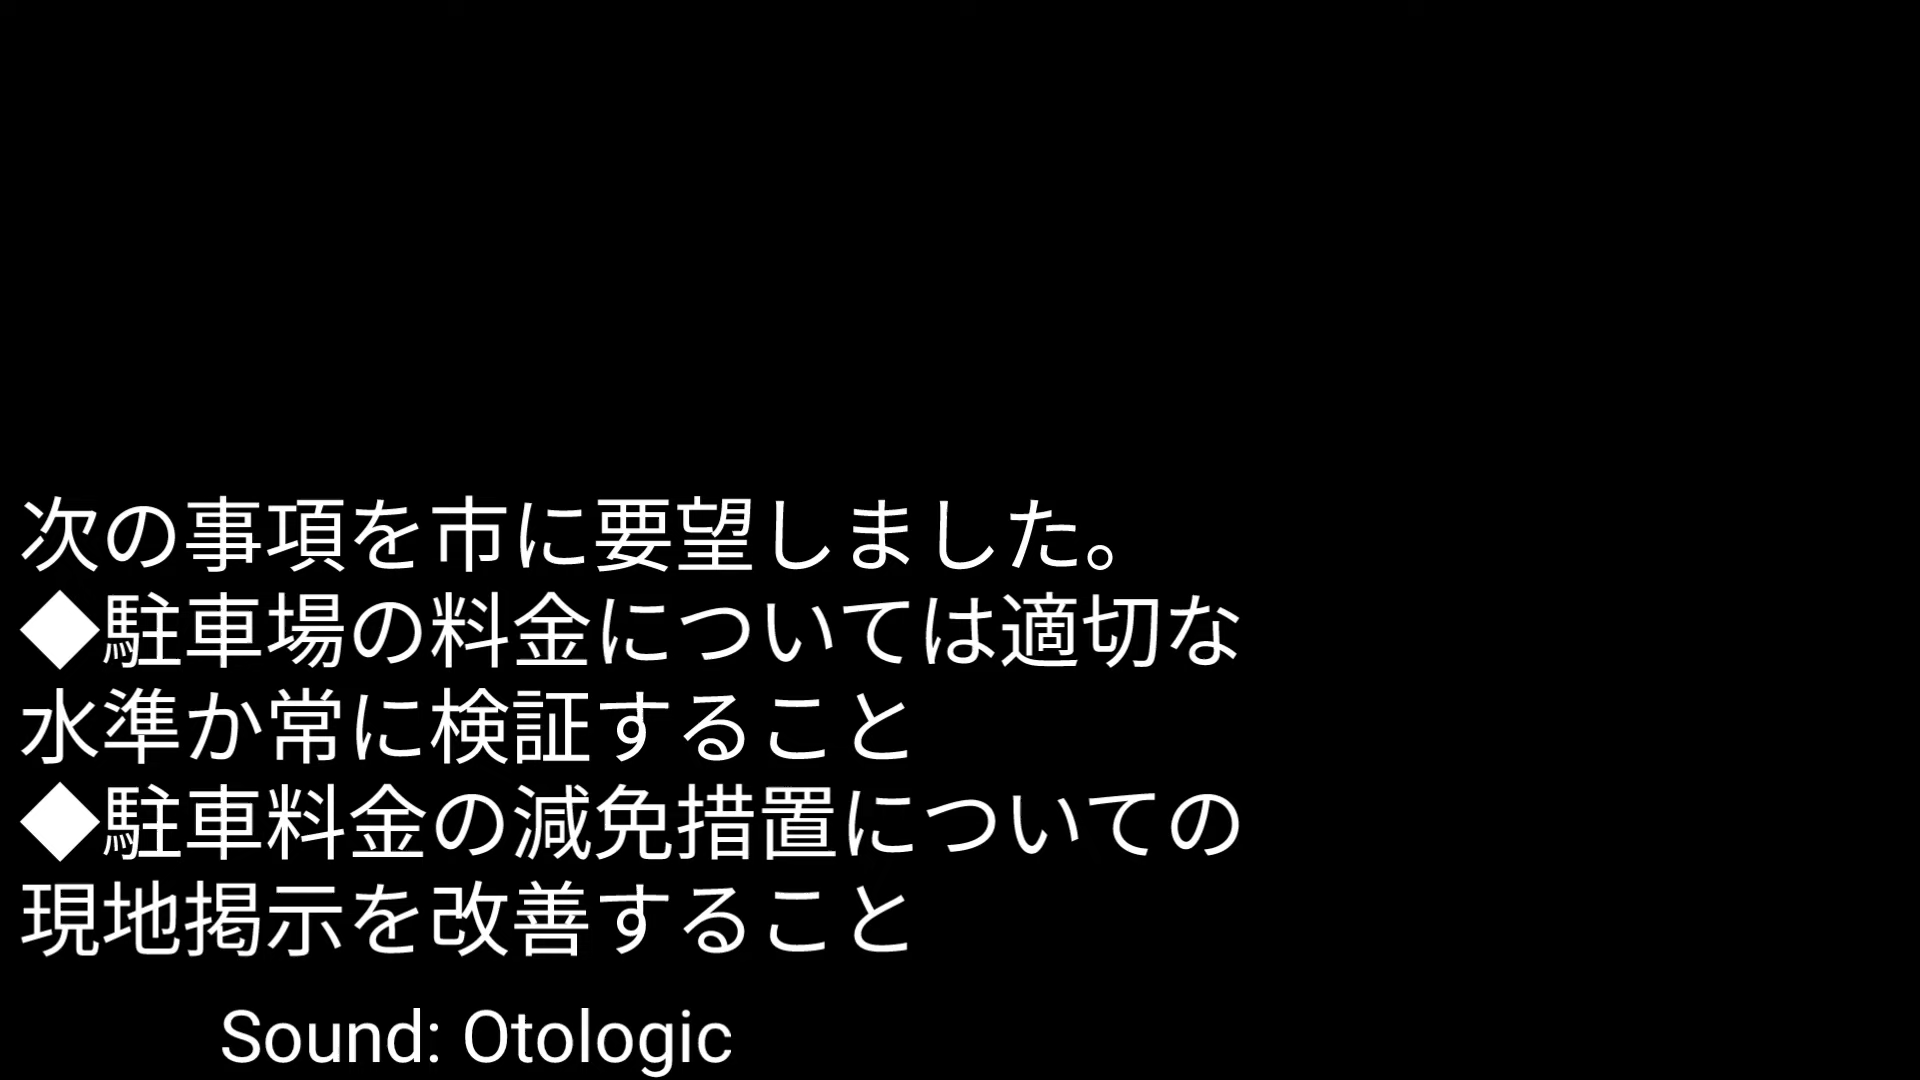 次の事項を市に要望しました。
◆駐車場の料金については適切な
水準か常に検証すること
◆駐車料金の減免措置についての
現地掲示を改善すること
Sound: Otologic